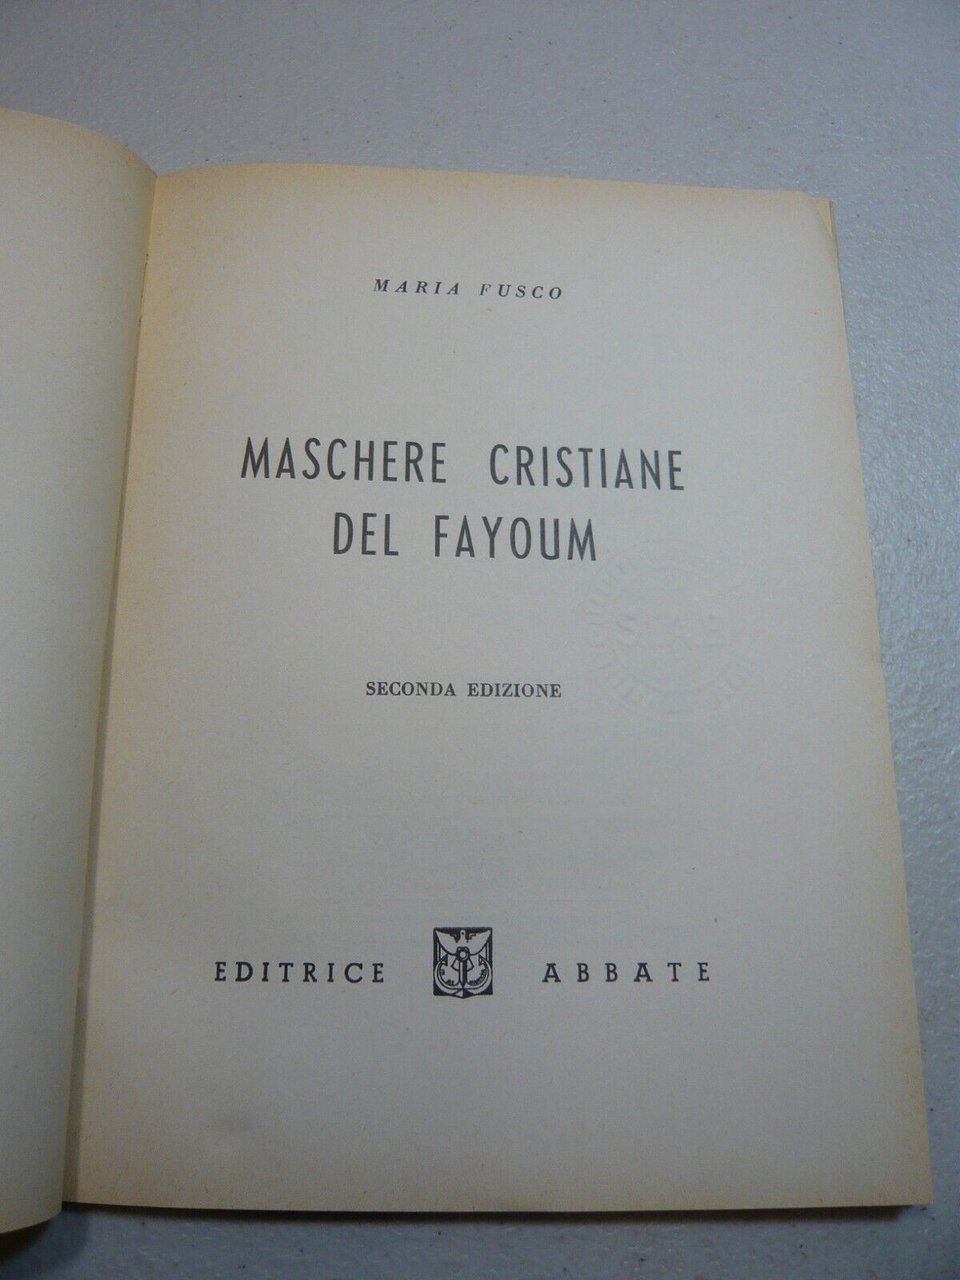 MARIA FUSCO
MASCHERE CRISTIANE
DEL FAYOUM
SECONDA EDIZIONE
EDITRICE ABBATE